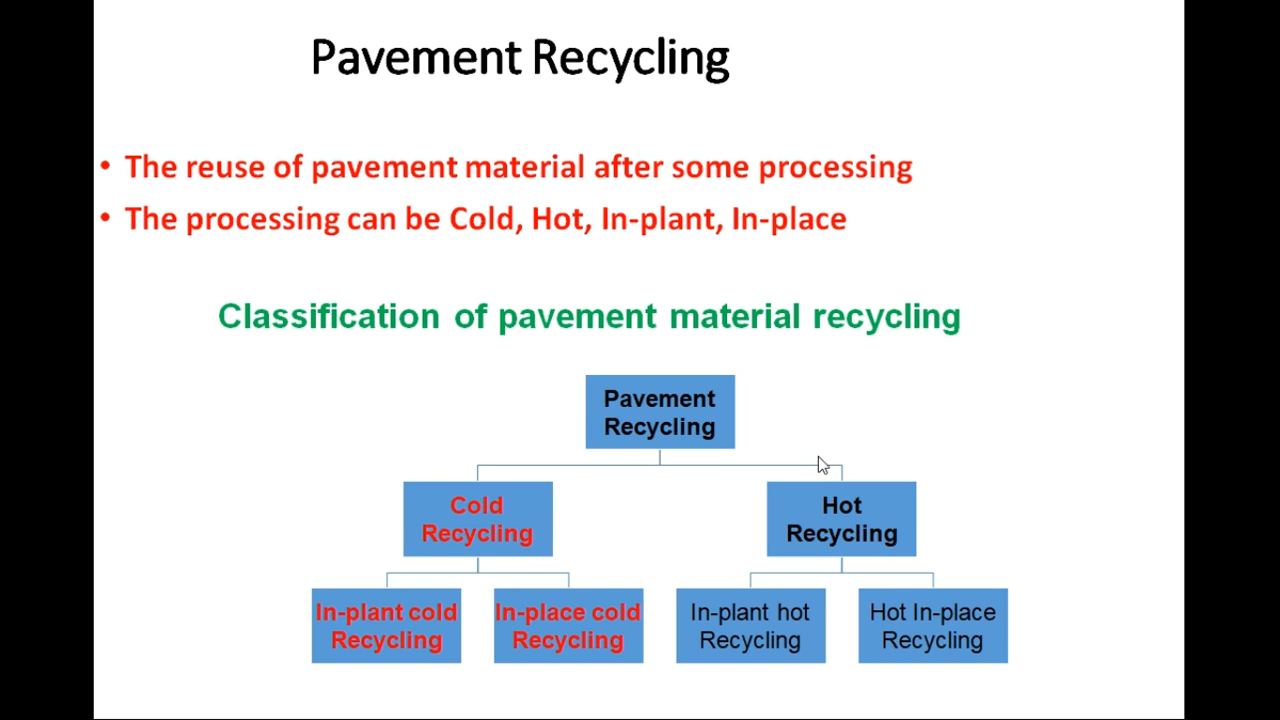 Pavement Recycling
• The reuse of pavement material after some processing
• The processing can be Cold, Hot, In-plant, In-place
Classification of pavement material recycling
Pavement
Recycling
Cold
Recycling
Hot
Recycling
In-plant cold
Recycling
In-place cold
Recycling
In-plant hot
Recycling
Hot In-place
Recycling